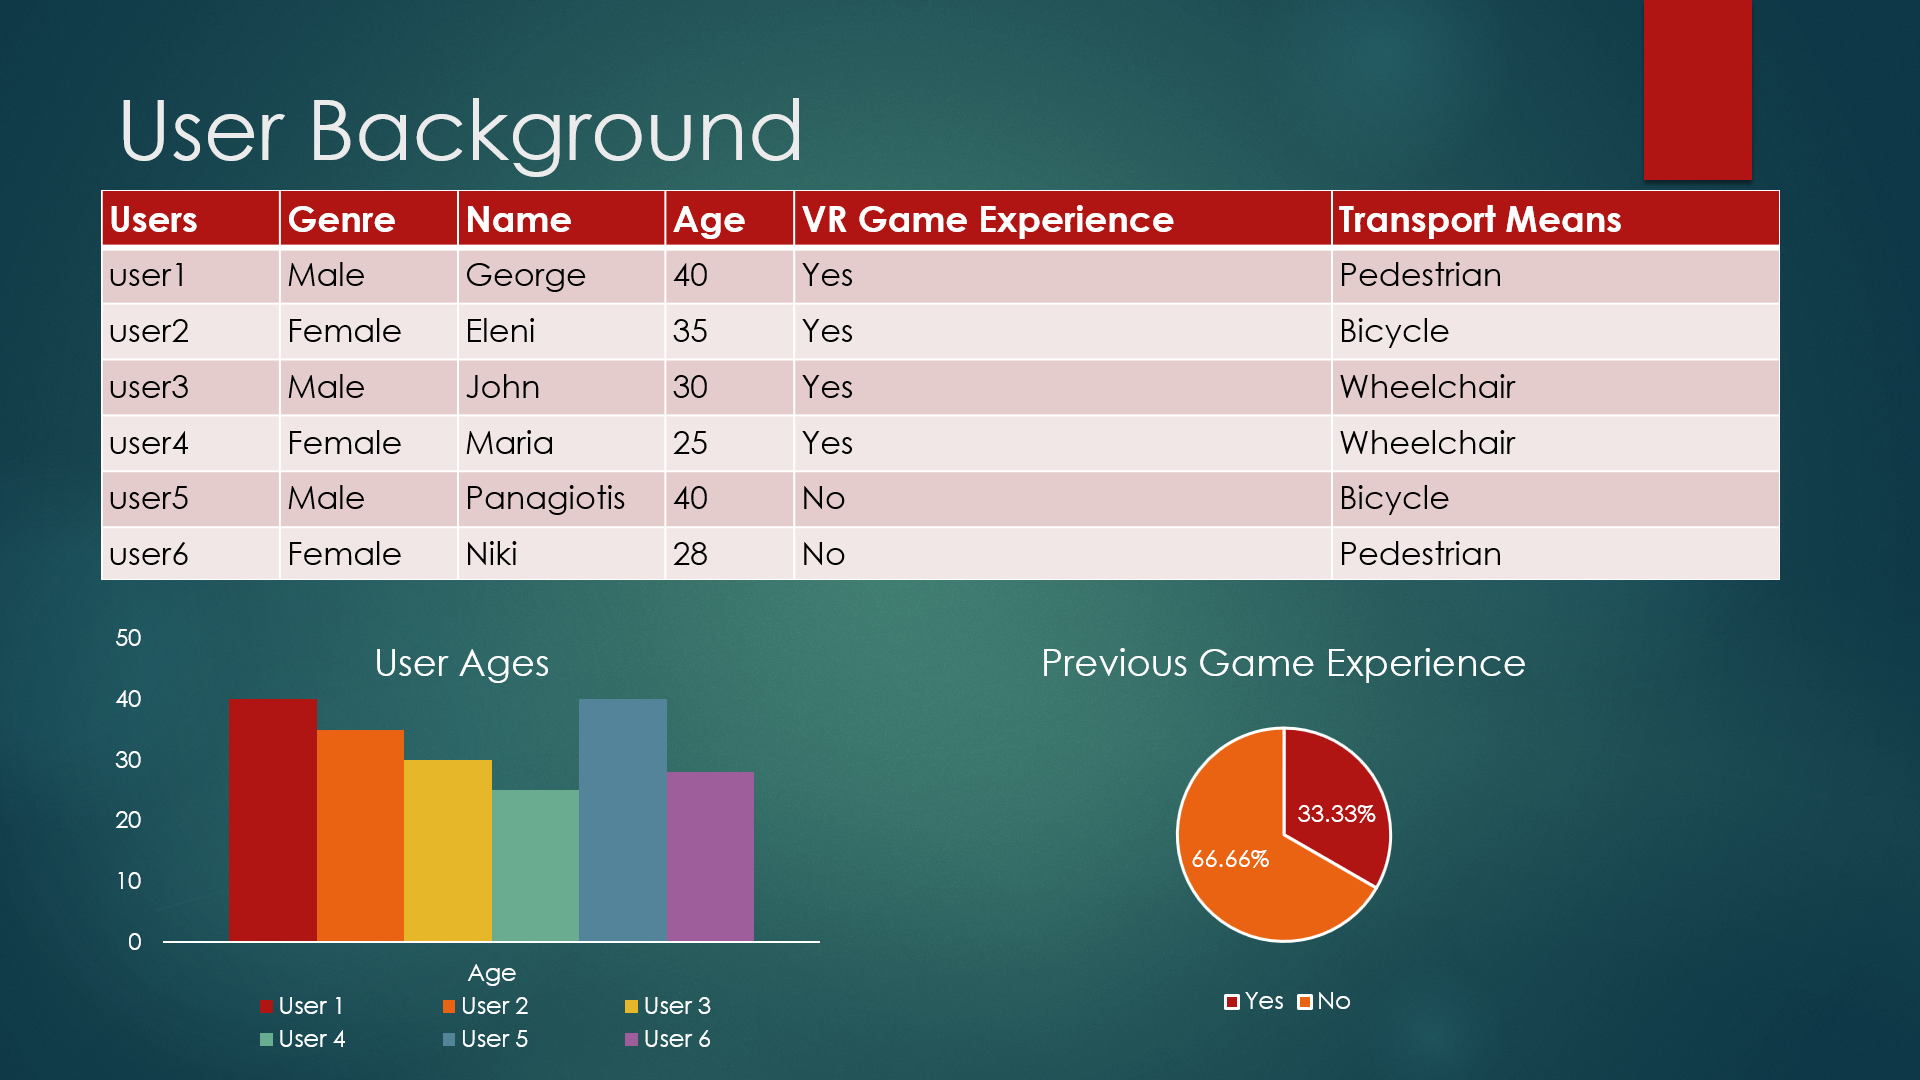 User Background
Users Genre Name Age VR Game Experience Transport Means
user1 Male George 40 Yes Pedestrian
user2 Female Eleni 35 Yes Bicycle
user3 Male John 30 Yes Wheelchair
user4 Female Maria 25 Yes Wheelchair
user5 Male Panagiotis 40 No Bicycle
user6 Female Niki 28 No Pedestrian
User Ages
50
40
30
20
10
0
Age
User 1 User 2 User 3
User 4 User 5 User 6
Previous Game Experience
33.33%
66.66%
Yes No